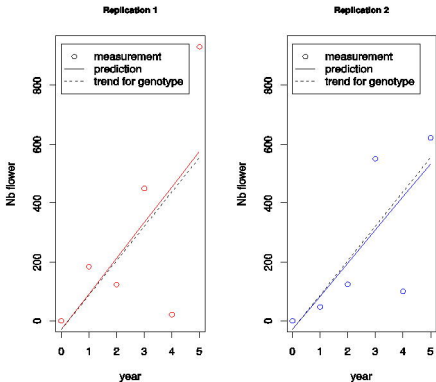 Replication 1
measurement
prediction
trend for genotype
Nb flower
800
600
400
200
0
0 1 2 3 4 5
year
Replication 2
measurement
prediction
trend for genotype
Nb flower
800
600
400
200
0
0 1 2 3 4 5
year